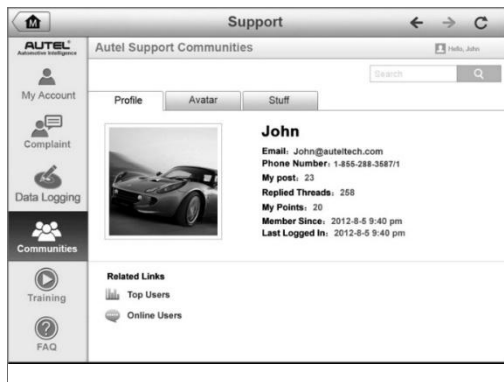 Support
AUTEL
Automotive Intelligence
Autel Support Communities
Hello, John
Search
My Account
Profile
Avatar
Stuff
Complaint
John
Email: John@auteltech.com
Phone Number: 1-855-288-3587/1
My post: 23
Replied Threads: 258
My Points: 20
Member Since: 2012-8-5 9:40 pm
Last Logged In: 2012-8-5 9:40 pm
Data Logging
Communities
Related Links
Top Users
Online Users
Training
FAQ